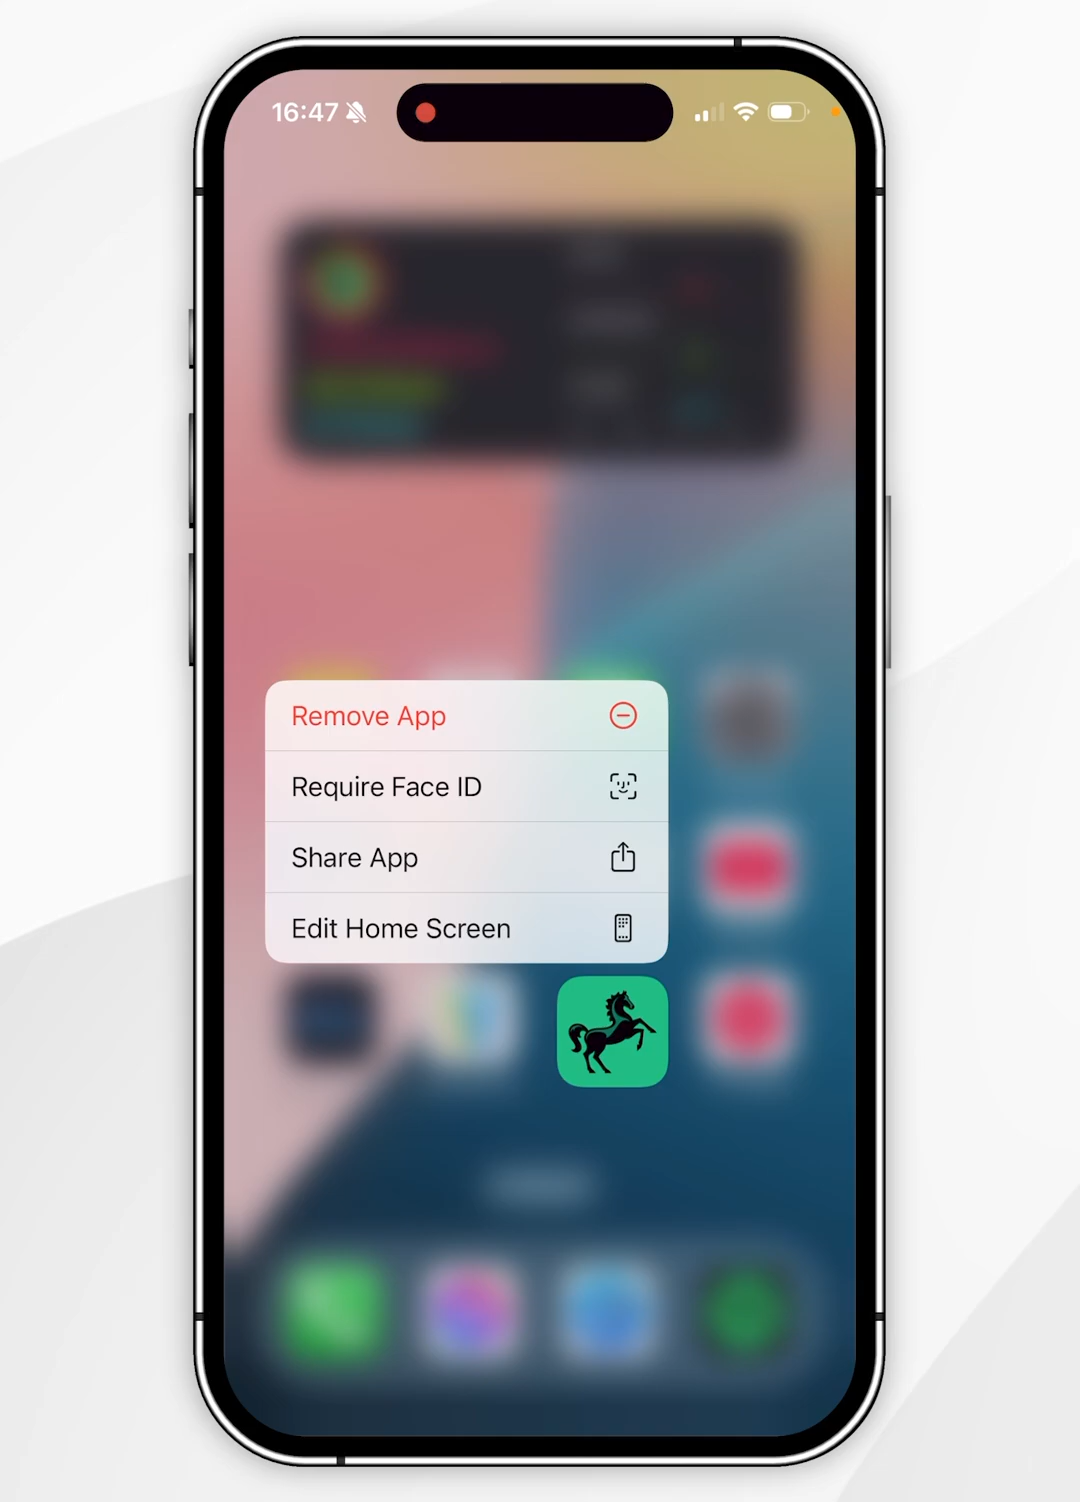 16:47
Remove App
Require Face ID
Share App
Edit Home Screen